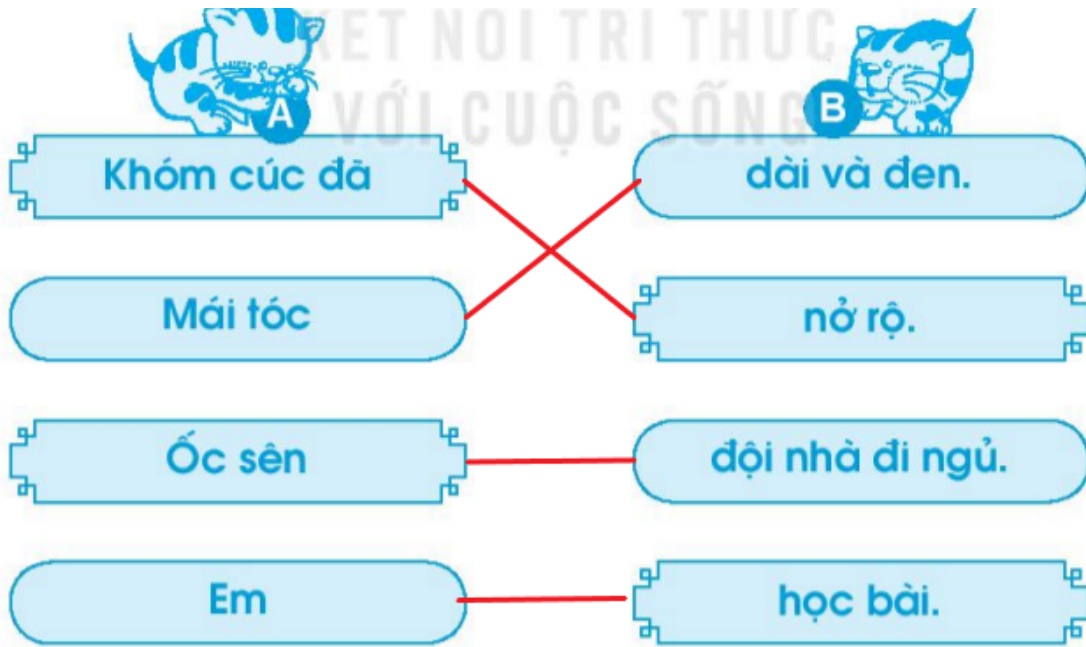 KẾT NỐI TRI THỨC
VỚI CUỘC SỐNG
A
B
Khóm cúc đã
dài và đen.
Mái tóc
nở rộ.
Ốc sên
đội nhà đi ngủ.
Em
học bài.